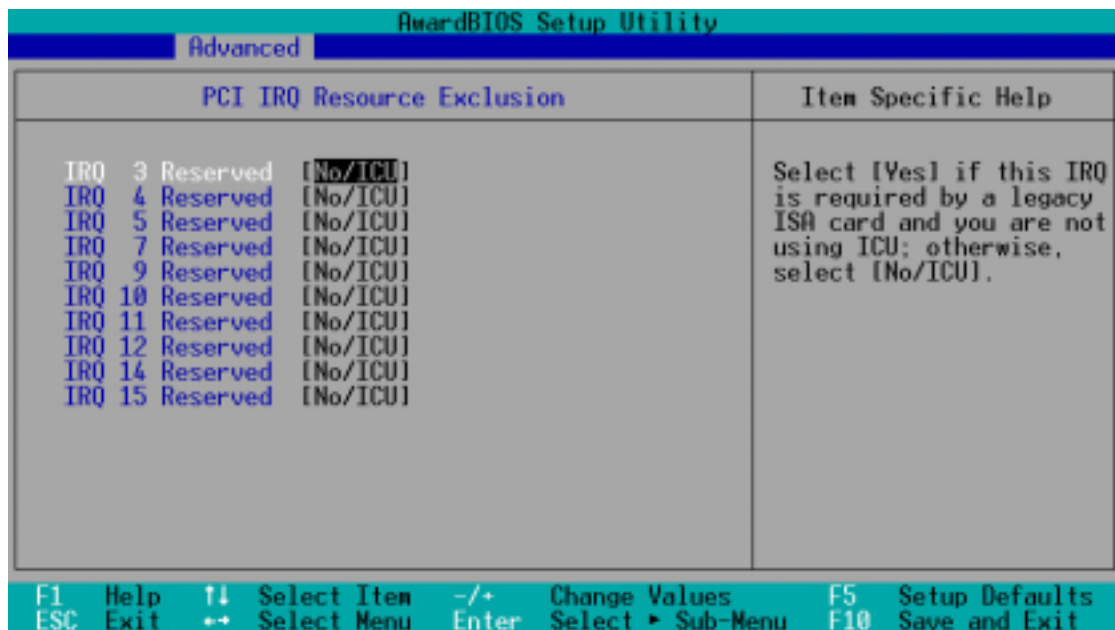 AwardBIOS Setup Utility
Advanced
PCI IRQ Resource Exclusion
IRQ 3 Reserved [No/ICU]
IRQ 4 Reserved [No/ICU]
IRQ 5 Reserved [No/ICU]
IRQ 7 Reserved [No/ICU]
IRQ 9 Reserved [No/ICU]
IRQ 10 Reserved [No/ICU]
IRQ 11 Reserved [No/ICU]
IRQ 12 Reserved [No/ICU]
IRQ 14 Reserved [No/ICU]
IRQ 15 Reserved [No/ICU]
Item Specific Help
Select [Yes] if this IRQ
is required by a legacy
ISA card and you are not
using ICU; otherwise,
select [No/ICU].
F1 Help ↑↓ Select Item -/+ Change Values F5 Setup Defaults
ESC Exit ←→ Select Menu Enter Select ▶ Sub-Menu F10 Save and Exit